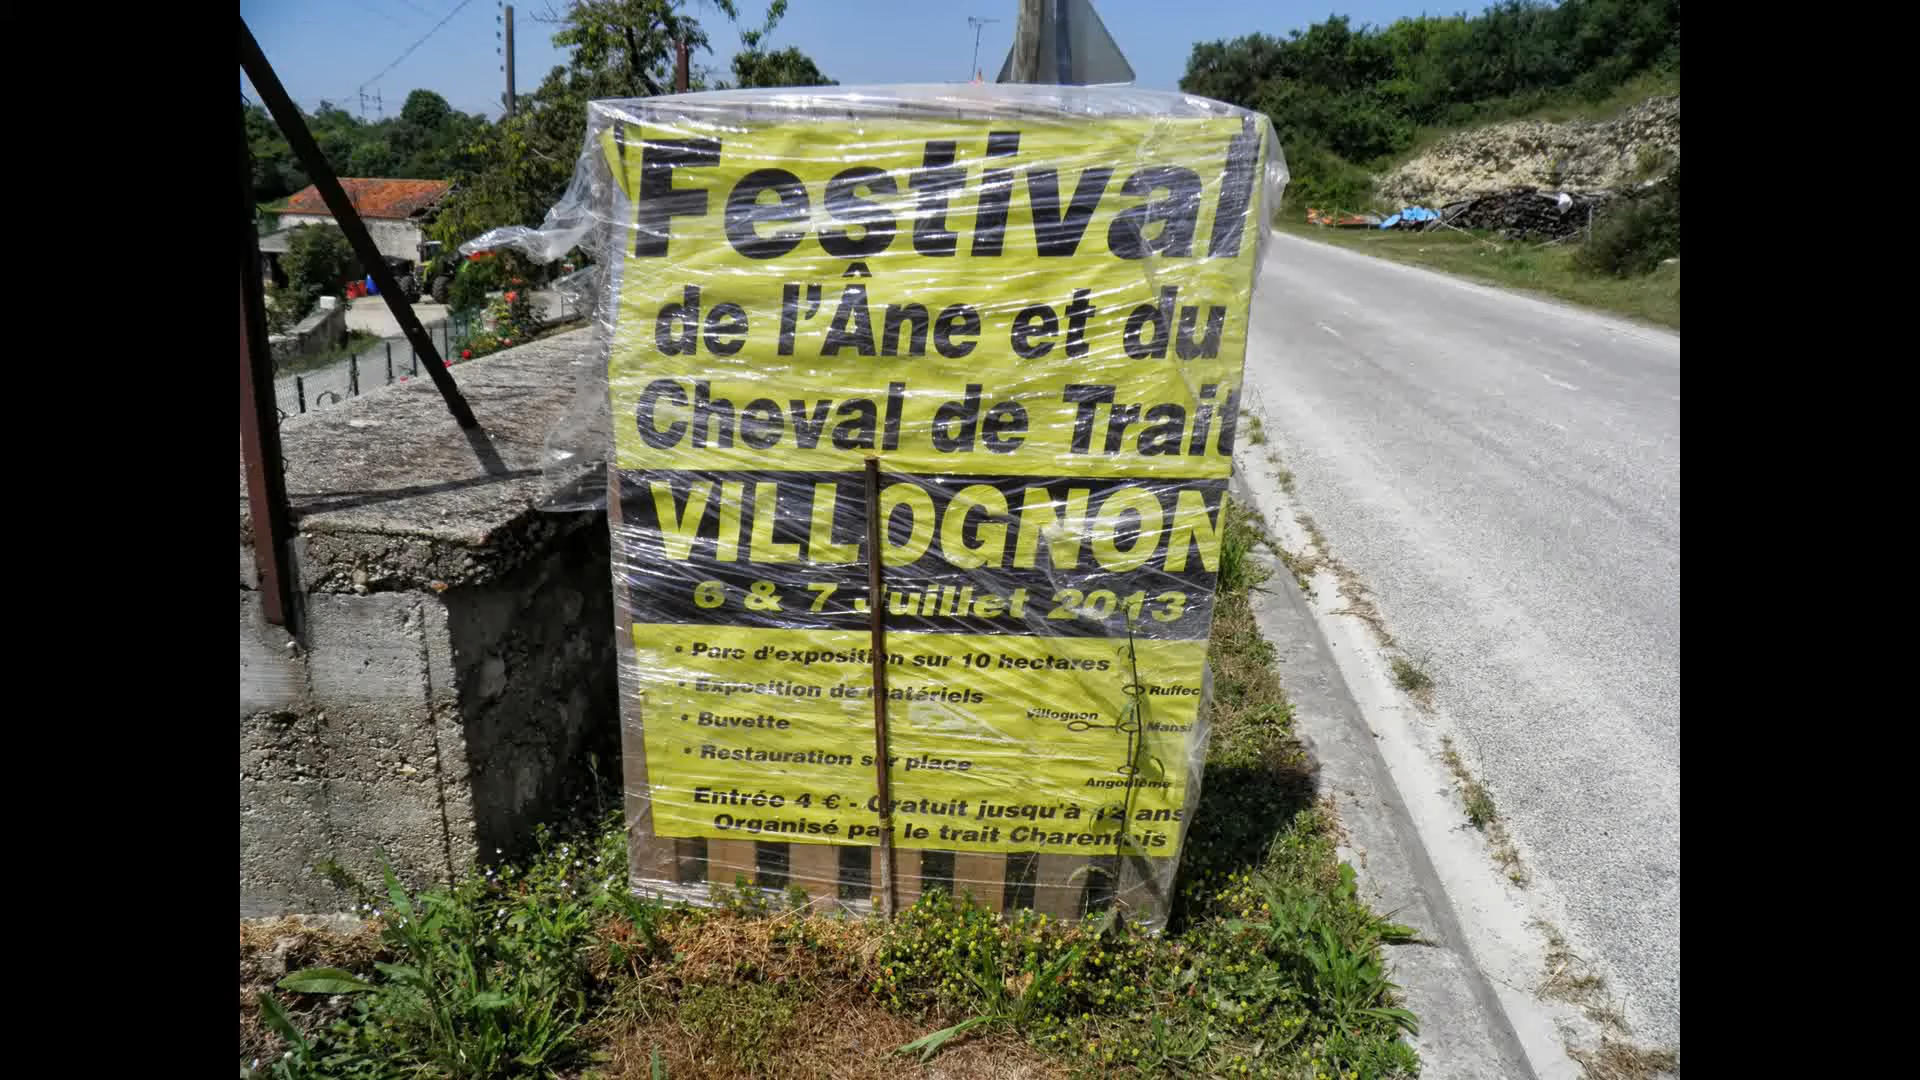 Festival
de l'Âne et du
Cheval de Trait
VILLOGNON
6 & 7 Juillet 2013
• Parc d'exposition sur 10 hectares
• Exposition de matériels
• Buvette
• Restauration sur place
Ruffec
Villognon
Mansl
Angoulême
Entrée 4 € - Gratuit jusqu'à 12 ans
Organisé par le trait Charentais